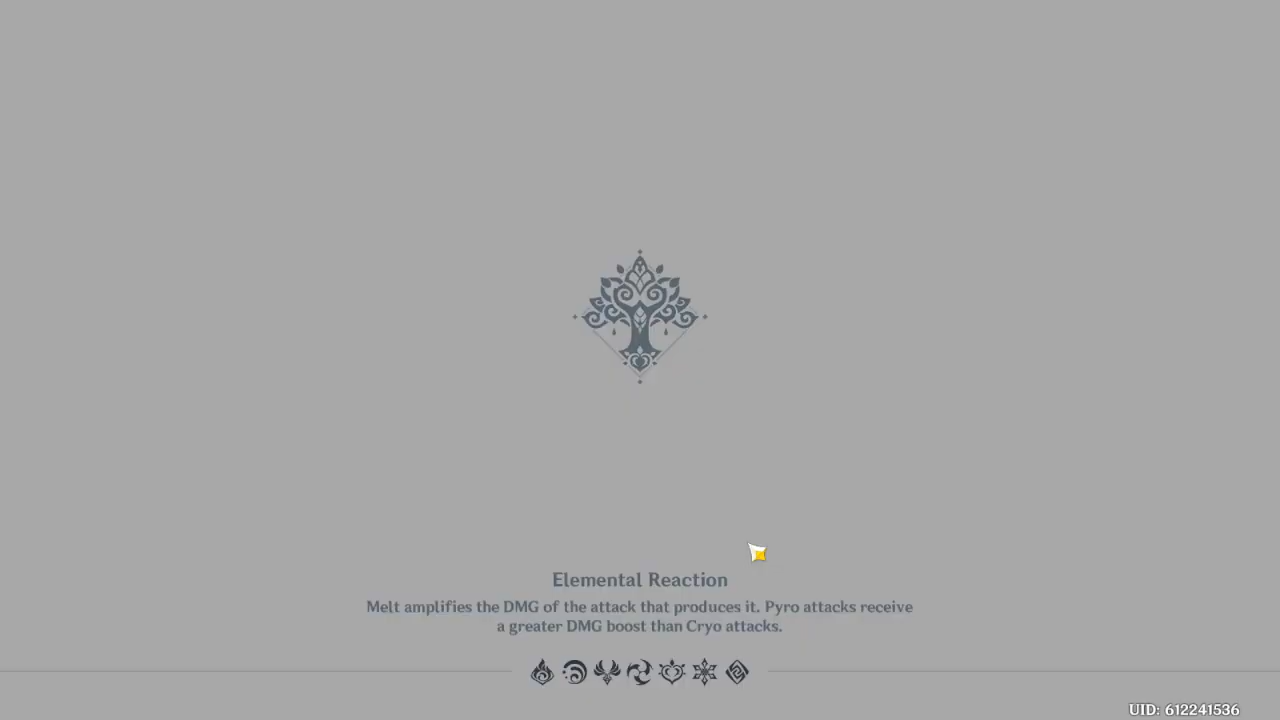 Elemental Reaction
Melt amplifies the DMG of the attack that produces it. Pyro attacks receive
a greater DMG boost than Cryo attacks.
UID: 612241536